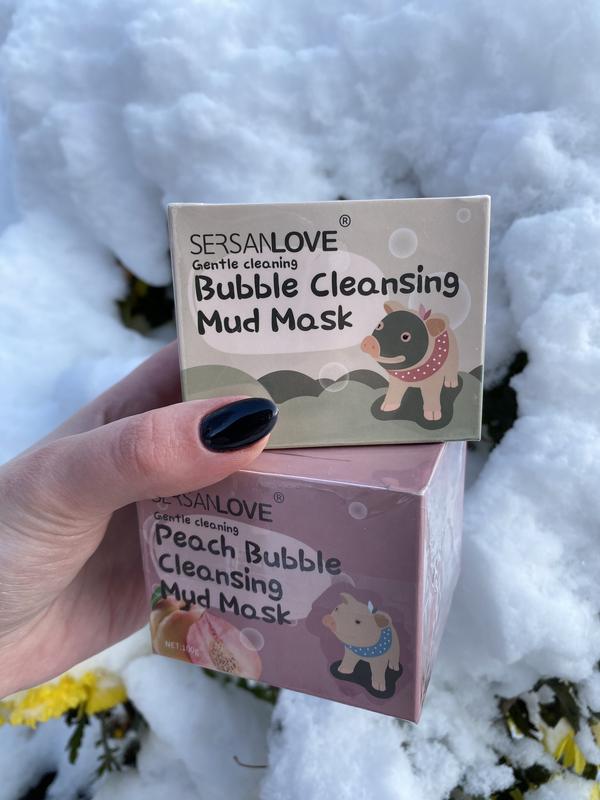 SERSANLOVE®
Gentle cleaning
Bubble Cleansing
Mud Mask
SERSANLOVE®
Gentle cleaning
Peach Bubble
Cleansing
Mud Mask
NET:100g